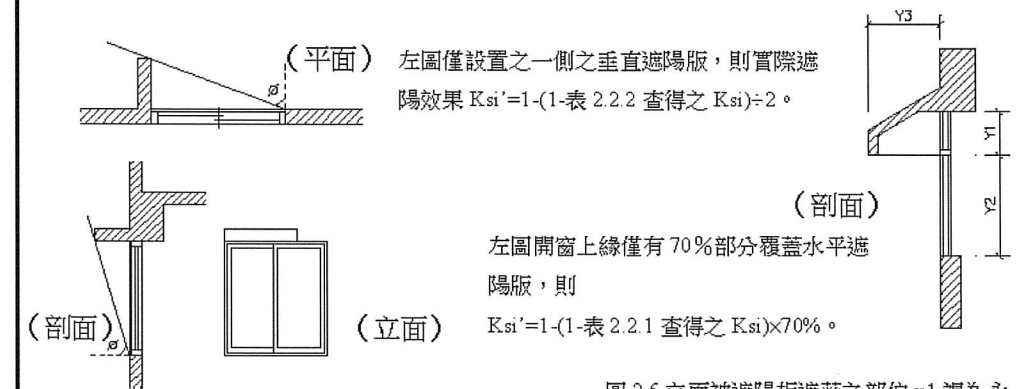 Y3
（平面）
左圖僅設置之一側之垂直遮陽版，則實際遮
陽效果 Ksi’=1-(1-表 2.2.2 查得之 Ksi)÷2。
ø
Y1
（剖面）
Y2
左圖開窗上緣僅有 70％部分覆蓋水平遮
陽版，則
Ksi’=1-(1-表 2.2.1 查得之 Ksi)×70%。
（剖面）
ø
（立面）